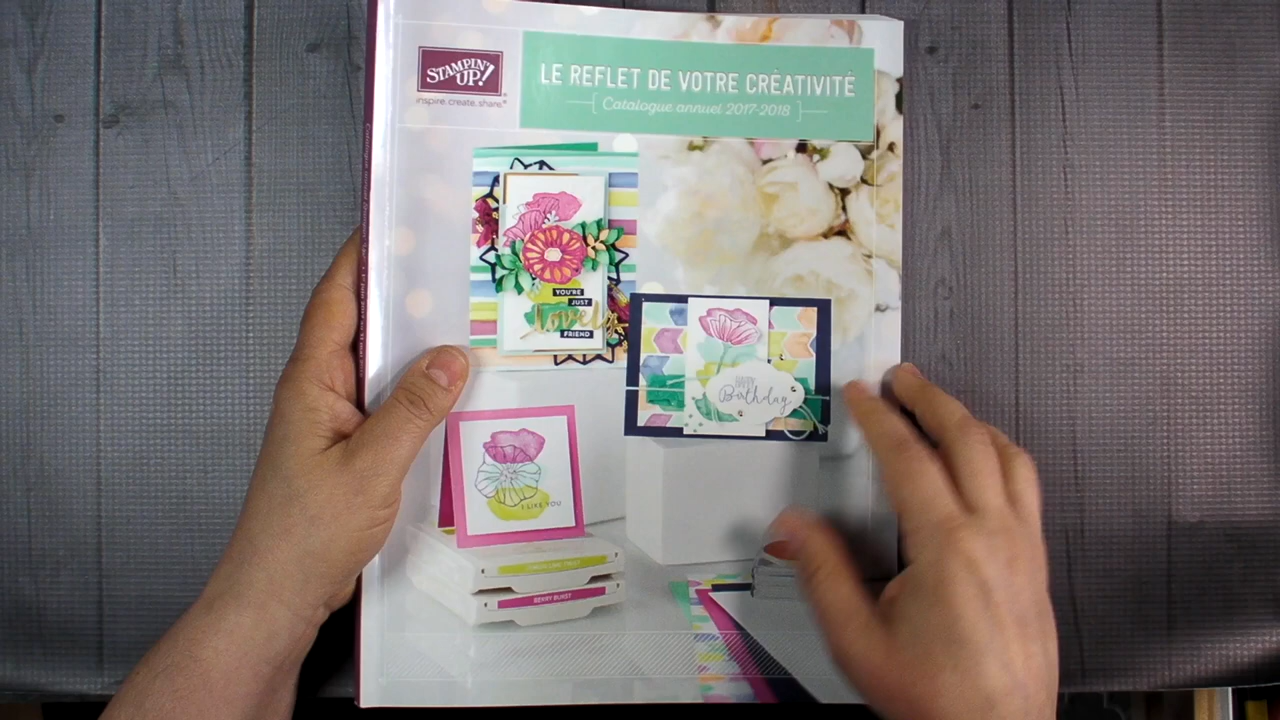 STAMPIN' UP!®
inspire.create.share.®
LE REFLET DE VOTRE CRÉATIVITÉ
Catalogue annuel 2017-2018
YOU'RE
JUST
lovely
FRIEND
HAPPY
Birthday
I LIKE YOU
BERRY BURST